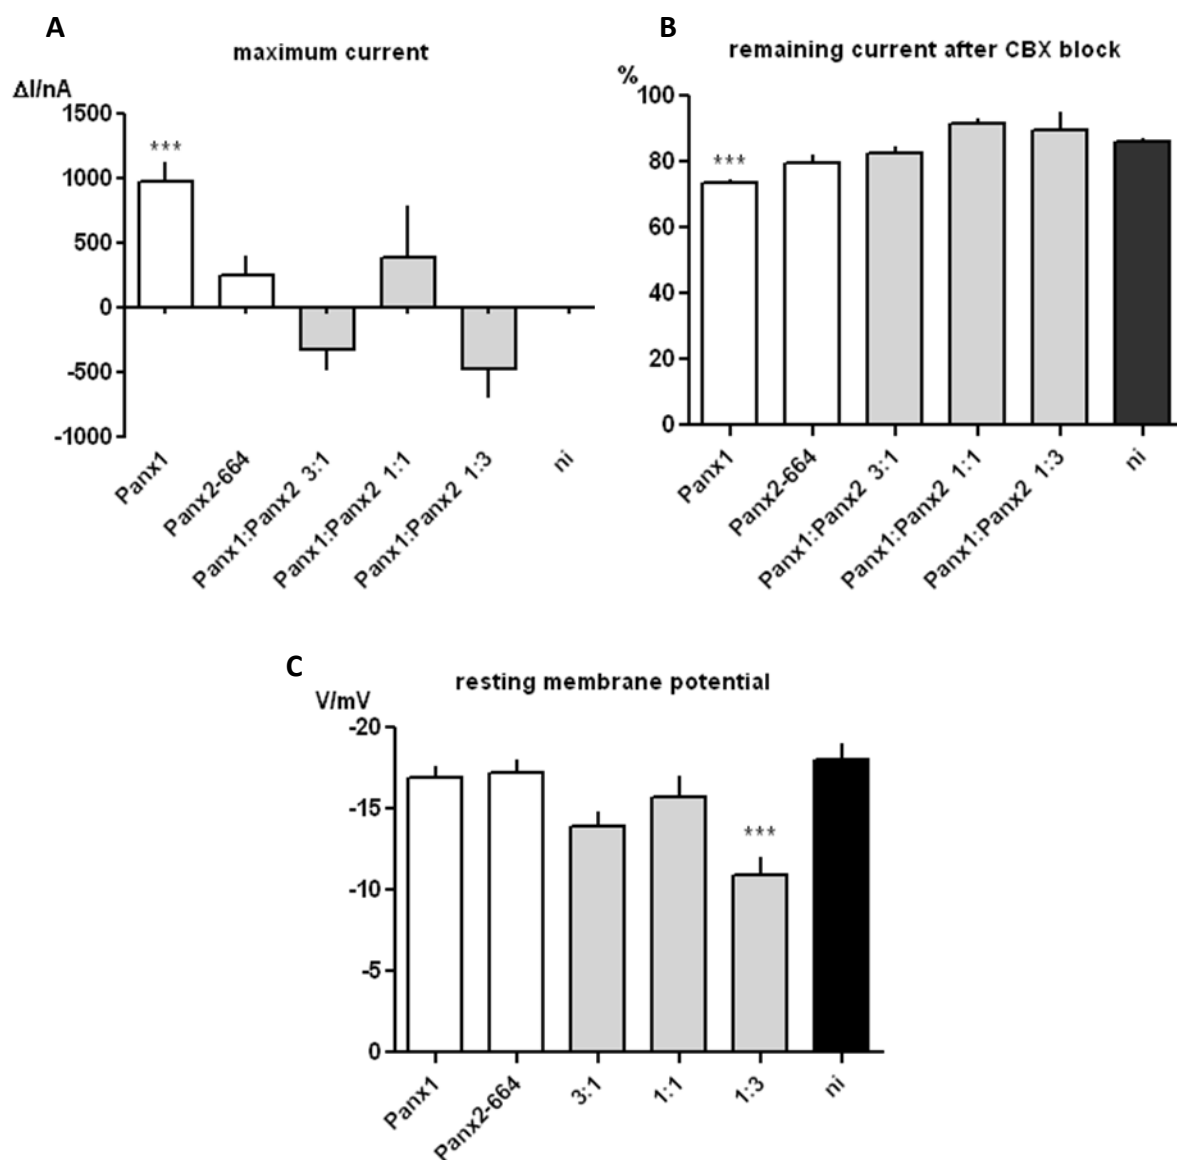 A
maximum current
ΔI/nA
1500
1000
500
0
-500
-1000
***
Panx1
Panx2-664
Panx1:Panx2 3:1
Panx1:Panx2 1:1
Panx1:Panx2 1:3
ni
B
remaining current after CBX block
%
100
80
60
40
20
0
***
Panx1
Panx2-664
Panx1:Panx2 3:1
Panx1:Panx2 1:1
Panx1:Panx2 1:3
ni
C
resting membrane potential
V/mV
-20
-15
-10
-5
0
***
Panx1
Panx2-664
3:1
1:1
1:3
ni